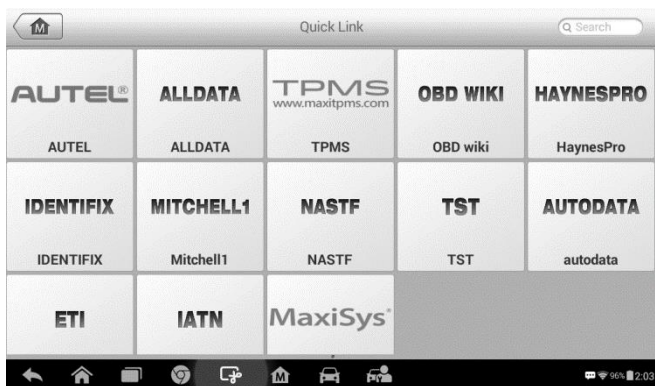 M
Quick Link
Search
AUTEL®
ALLDATA
TPMS
www.maxitpms.com
OBD WIKI
HAYNESPRO
AUTEL
ALLDATA
TPMS
OBD wiki
HaynesPro
IDENTIFIX
MITCHELL1
NASTF
TST
AUTODATA
IDENTIFIX
Mitchell1
NASTF
TST
autodata
ETI
IATN
MaxiSys
M
96%
2:03